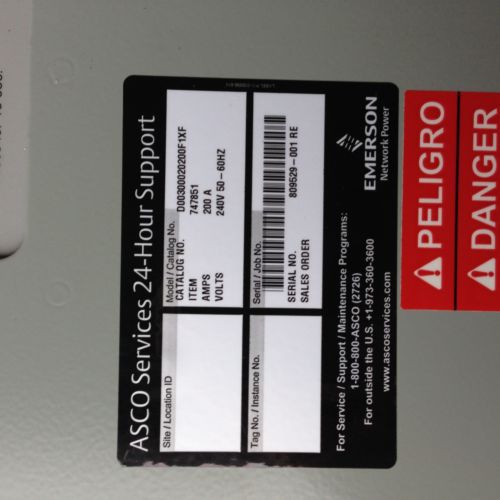 ASCO Services 24-Hour Support
Site / Location ID
Model / Catalog No.
CATALOG NO. D00300020200F1XF
ITEM 747851
AMPS 200 A
VOLTS 240V 50 - 60HZ
Tag No. / Instance No.
Serial / Job No.
SERIAL NO. 809529-001 RE
SALES ORDER
For Service / Support / Maintenance Programs:
1-800-800-ASCO (2726)
For outside the U.S. +1-973-360-3600
www.ascoservices.com
EMERSON
Network Power
PELIGRO
DANGER